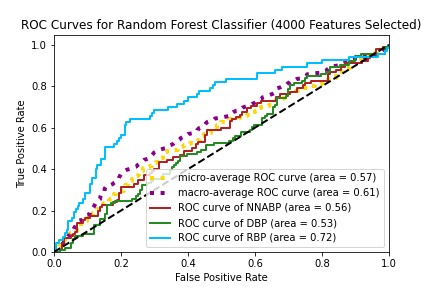 ROC Curves for Random Forest Classifier (4000 Features Selected)
True Positive Rate
1.0
0.8
0.6
0.4
0.2
0.0
micro-average ROC curve (area = 0.57)
macro-average ROC curve (area = 0.61)
ROC curve of NNABP (area = 0.56)
ROC curve of DBP (area = 0.53)
ROC curve of RBP (area = 0.72)
0.0 0.2 0.4 0.6 0.8 1.0
False Positive Rate